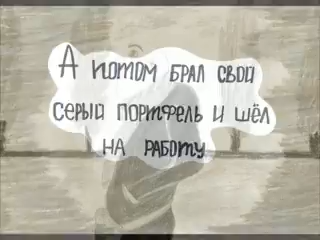 А потом брал свой
серый портфель и шёл
на работу